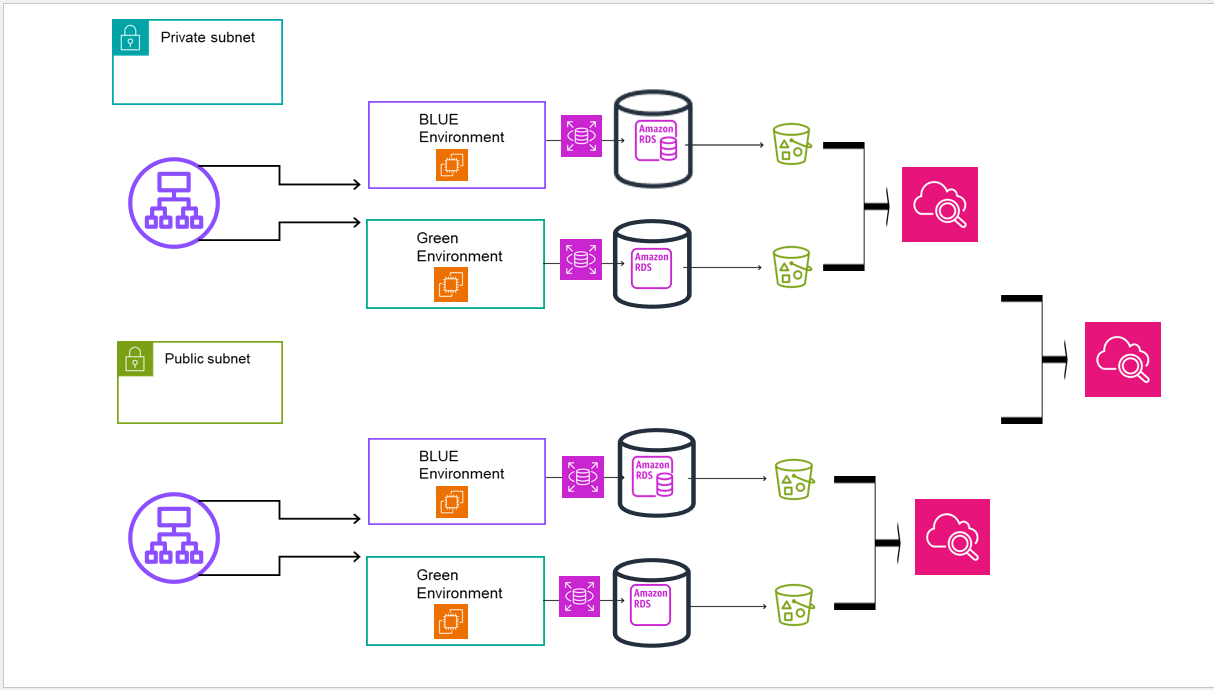 Private subnet
BLUE
Environment
Amazon
RDS
Green
Environment
Amazon
RDS
Public subnet
BLUE
Environment
Amazon
RDS
Green
Environment
Amazon
RDS